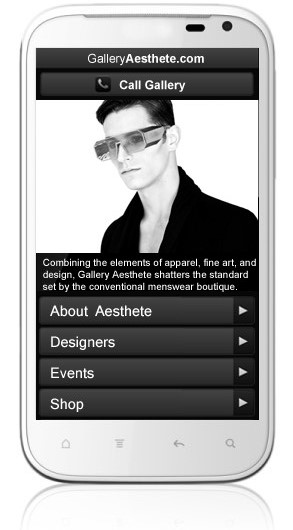 GalleryAesthete.com
Call Gallery
Combining the elements of apparel, fine art, and
design, Gallery Aesthete shatters the standard
set by the conventional menswear boutique.
About Aesthete
Designers
Events
Shop